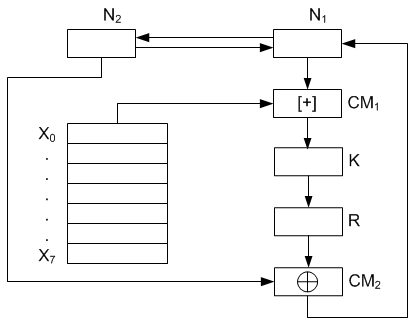 N₂ N₁
[+] CM₁
X₀
.
.
.
.
.
X₇
K
R
CM₂